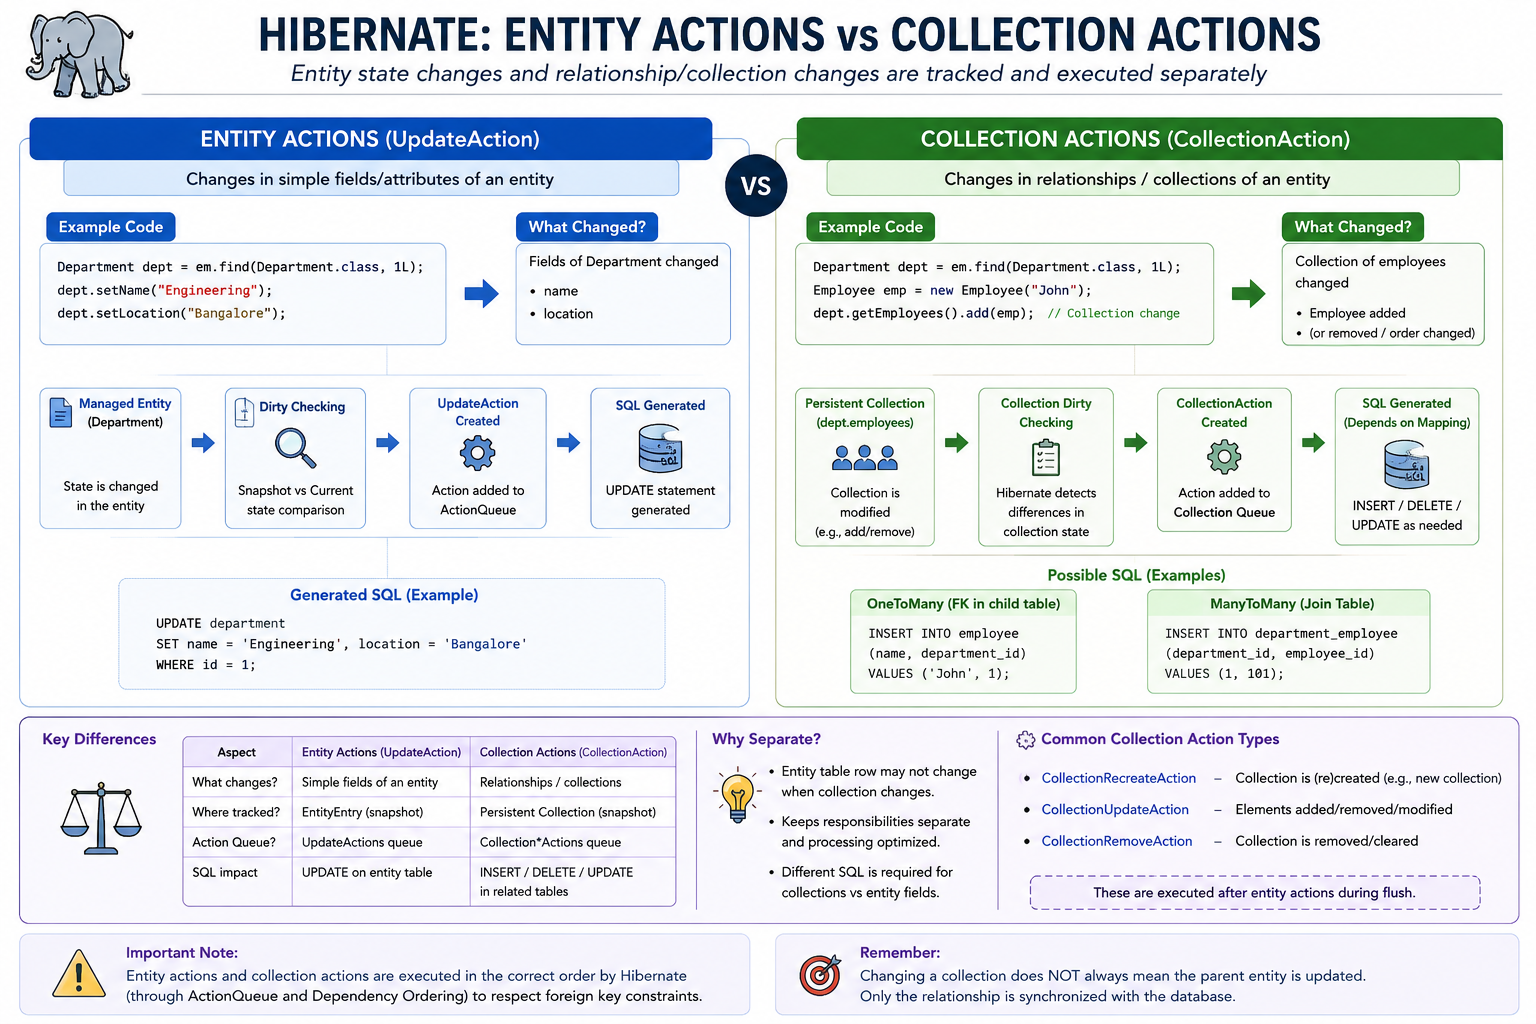 HIBERNATE: ENTITY ACTIONS vs COLLECTION ACTIONS
Entity state changes and relationship/collection changes are tracked and executed separately
ENTITY ACTIONS (UpdateAction)
Changes in simple fields/attributes of an entity
Example Code
Department dept = em.find(Department.class, 1L);
dept.setName("Engineering");
dept.setLocation("Bangalore");
What Changed?
Fields of Department changed
• name
• location
Managed Entity
(Department)
State is changed
in the entity
Dirty Checking
Snapshot vs Current
state comparison
UpdateAction
Created
Action added to
ActionQueue
SQL Generated
SQL
UPDATE statement
generated
Generated SQL (Example)
UPDATE department
SET name = 'Engineering', location = 'Bangalore'
WHERE id = 1;
VS
COLLECTION ACTIONS (CollectionAction)
Changes in relationships / collections of an entity
Example Code
Department dept = em.find(Department.class, 1L);
Employee emp = new Employee("John");
dept.getEmployees().add(emp); // Collection change
What Changed?
Collection of employees
changed
• Employee added
• (or removed / order changed)
Persistent Collection
(dept.employees)
Collection is
modified
(e.g., add/remove)
Collection Dirty
Checking
Hibernate detects
differences in
collection state
CollectionAction
Created
Action added to
Collection Queue
SQL Generated
(Depends on Mapping)
INSERT / DELETE /
UPDATE as needed
Possible SQL (Examples)
OneToMany (FK in child table)
INSERT INTO employee
(name, department_id)
VALUES ('John', 1);
ManyToMany (Join Table)
INSERT INTO department_employee
(department_id, employee_id)
VALUES (1, 101);
Key Differences
Aspect Entity Actions (UpdateAction) Collection Actions (CollectionAction)
What changes? Simple fields of an entity Relationships / collections
Where tracked? EntityEntry (snapshot) Persistent Collection (snapshot)
Action Queue? UpdateActions queue Collection*Actions queue
SQL impact UPDATE on entity table INSERT / DELETE / UPDATE
in related tables
Why Separate?
• Entity table row may not change
when collection changes.
• Keeps responsibilities separate
and processing optimized.
• Different SQL is required for
collections vs entity fields.
Common Collection Action Types
• CollectionRecreateAction – Collection is (re)created (e.g., new collection)
• CollectionUpdateAction – Elements added/removed/modified
• CollectionRemoveAction – Collection is removed/cleared
These are executed after entity actions during flush.
Important Note:
Entity actions and collection actions are executed in the correct order by Hibernate
(through ActionQueue and Dependency Ordering) to respect foreign key constraints.
Remember:
Changing a collection does NOT always mean the parent entity is updated.
Only the relationship is synchronized with the database.